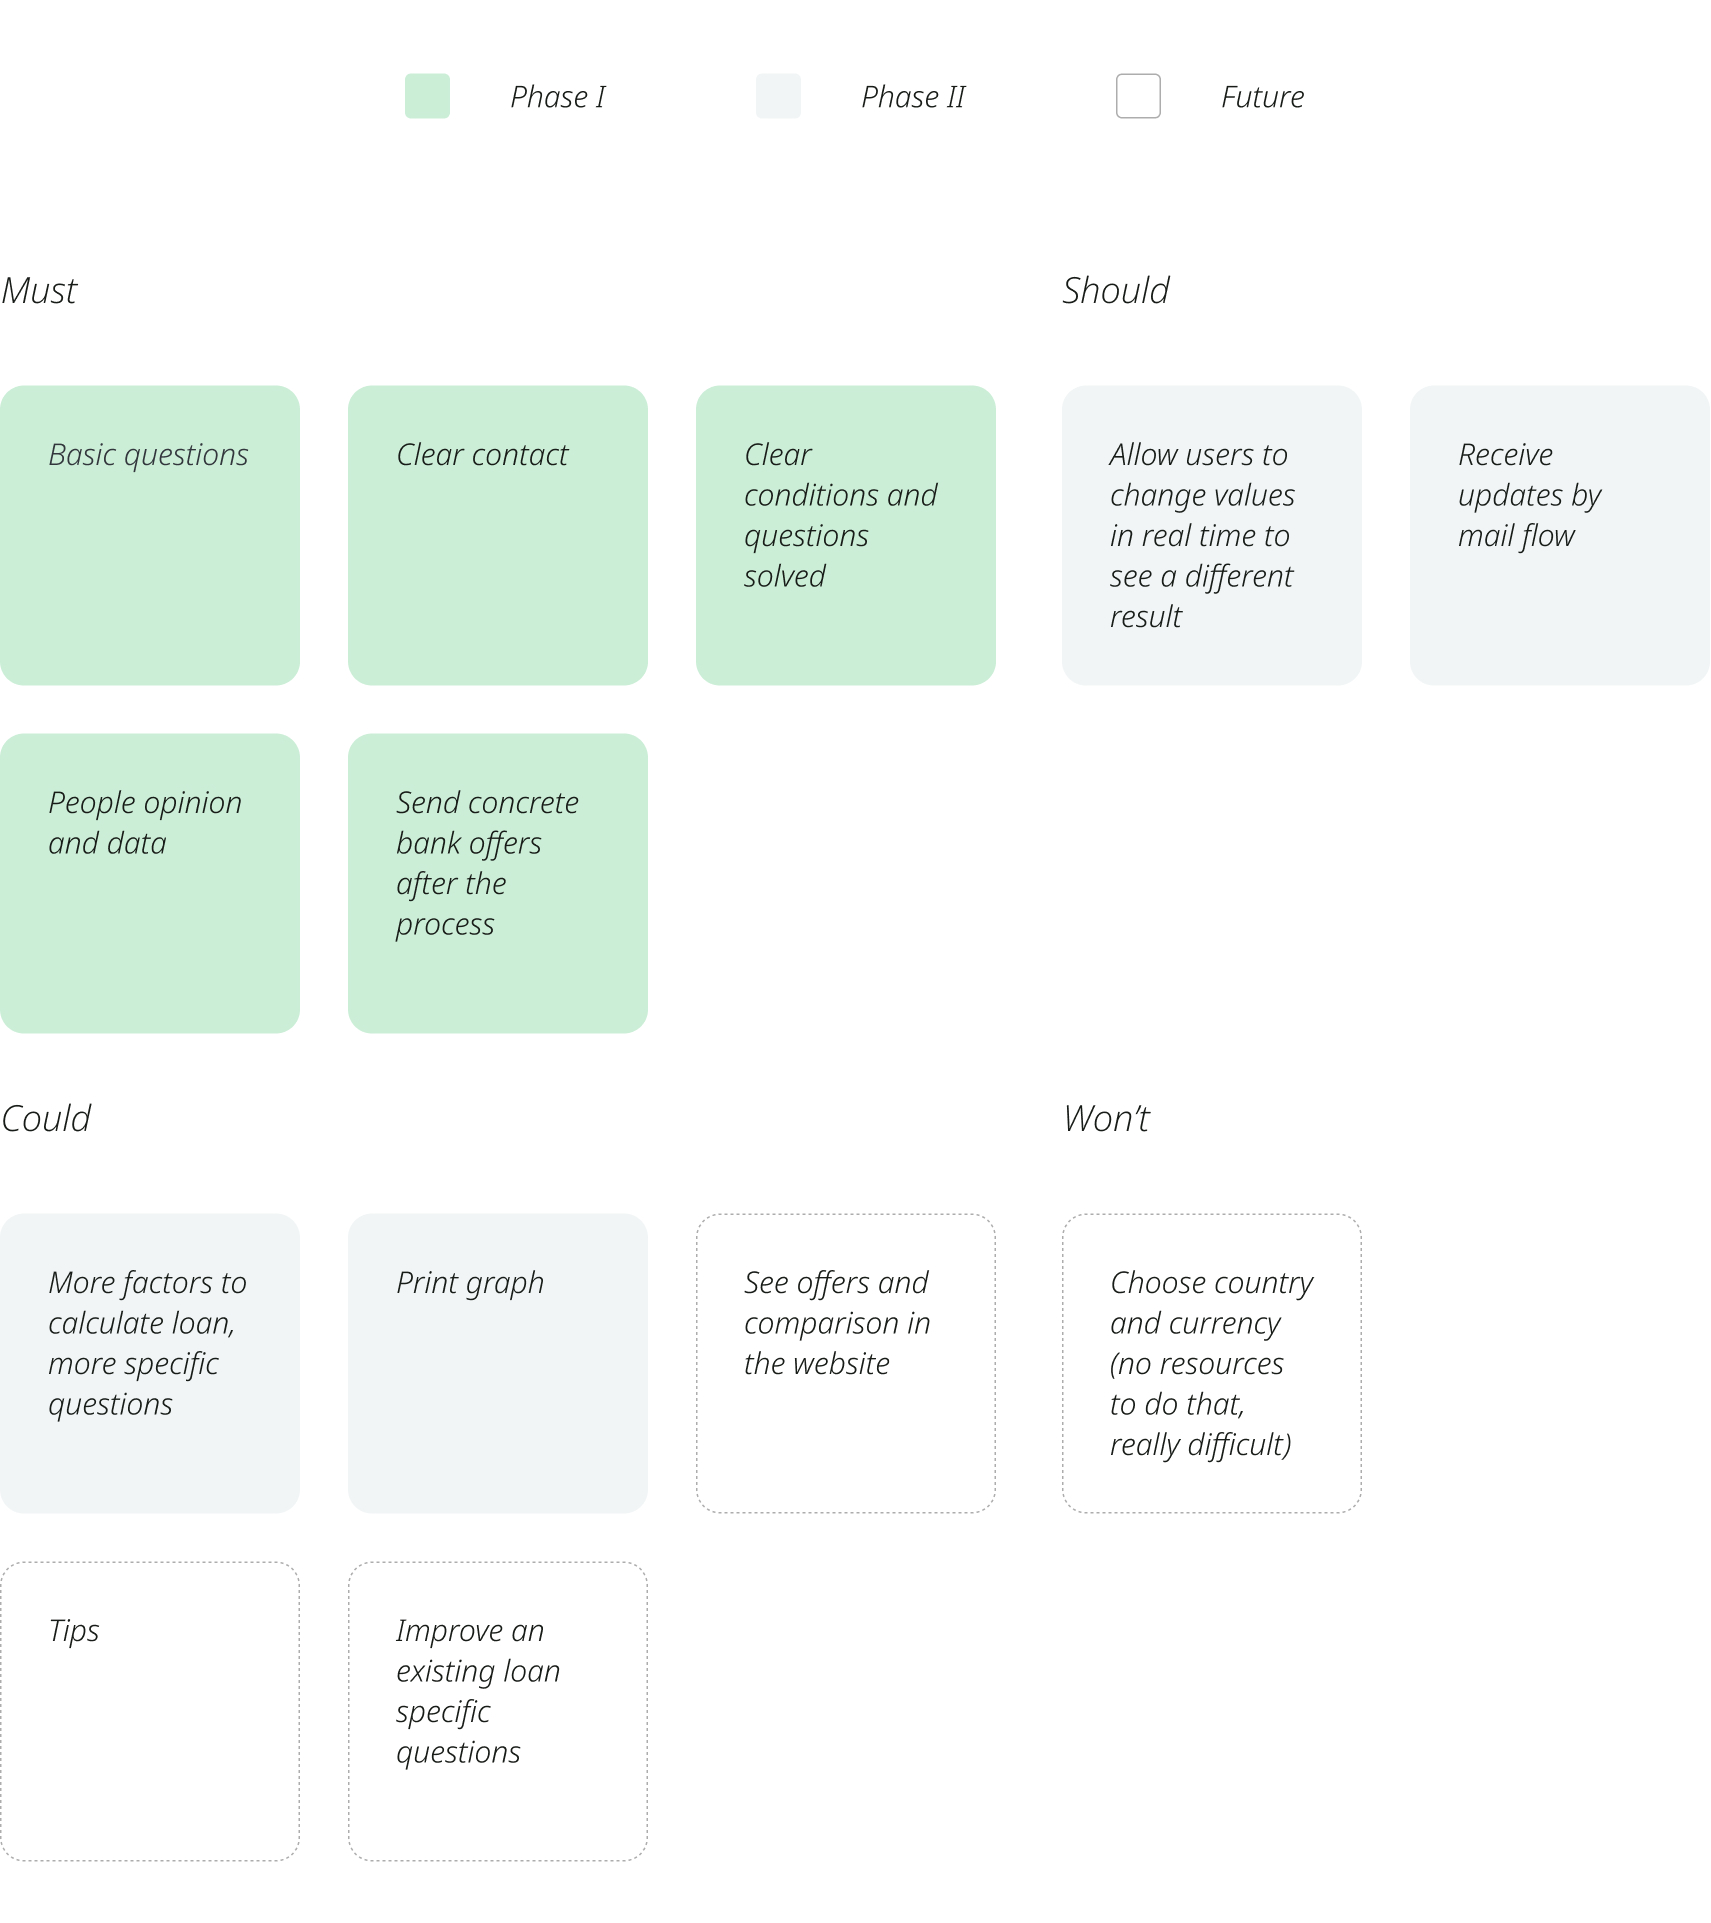 Phase I
Phase II
Future
Must
Should
Basic questions
Clear contact
Clear
conditions and
questions
solved
Allow users to
change values
in real time to
see a different
result
Receive
updates by
mail flow
People opinion
and data
Send concrete
bank offers
after the
process
Could
Won’t
More factors to
calculate loan,
more specific
questions
Print graph
See offers and
comparison in
the website
Choose country
and currency
(no resources
to do that,
really difficult)
Tips
Improve an
existing loan
specific
questions